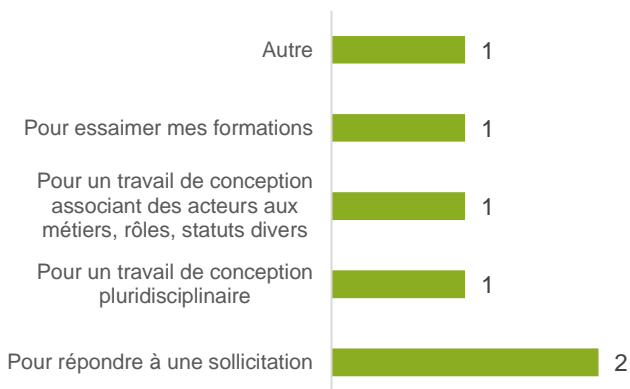 Autre 1
Pour essaimer mes formations 1
Pour un travail de conception
associant des acteurs aux
métiers, rôles, statuts divers
1
Pour un travail de conception
pluridisciplinaire
1
Pour répondre à une sollicitation 2